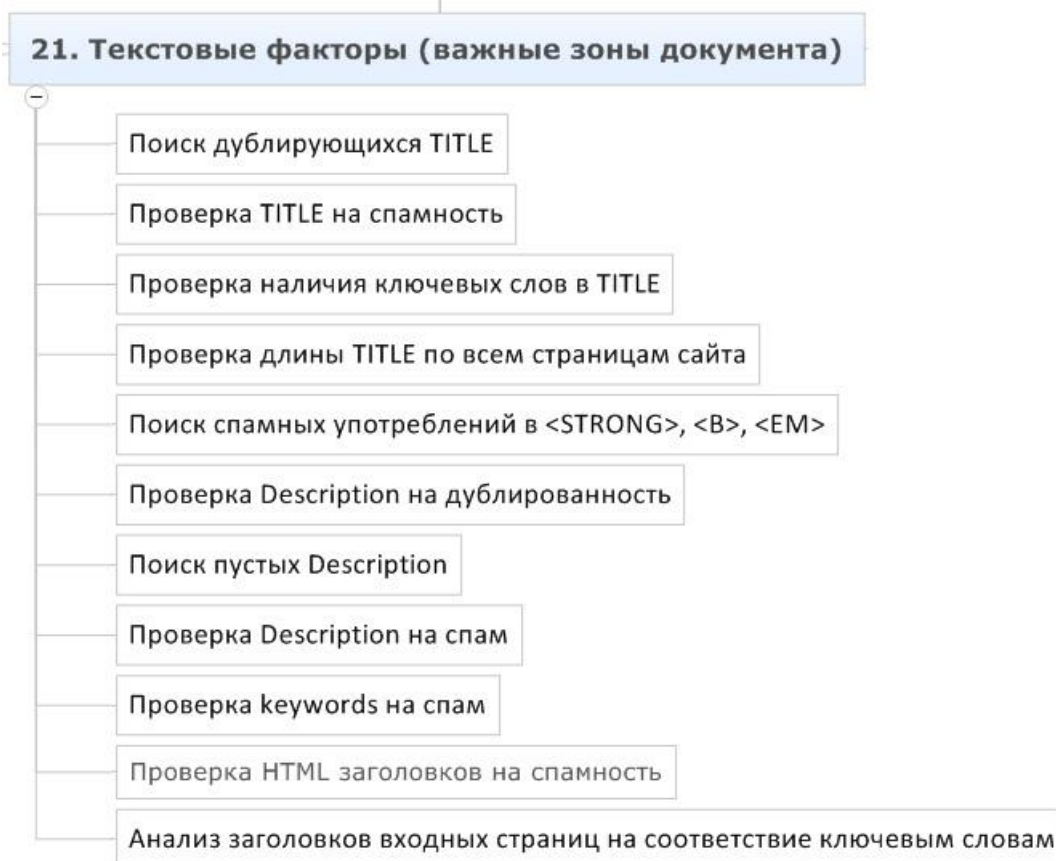 21. Текстовые факторы (важные зоны документа)
Поиск дублирующихся TITLE
Проверка TITLE на спамность
Проверка наличия ключевых слов в TITLE
Проверка длины TITLE по всем страницам сайта
Поиск спамных употреблений в <STRONG>, <B>, <EM>
Проверка Description на дублированность
Поиск пустых Description
Проверка Description на спам
Проверка keywords на спам
Проверка HTML заголовков на спамность
Анализ заголовков входных страниц на соответствие ключевым словам